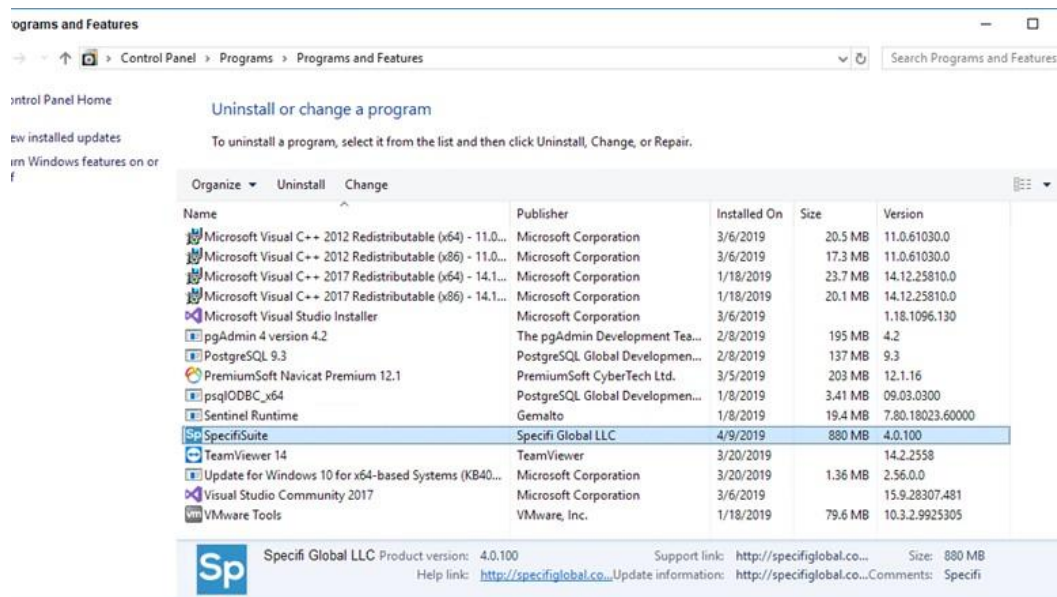 ograms and Features
Control Panel > Programs > Programs and Features Search Programs and Features
ontrol Panel Home
ew installed updates
urn Windows features on or
f
Uninstall or change a program
To uninstall a program, select it from the list and then click Uninstall, Change, or Repair.
Organize Uninstall Change
Name Publisher Installed On Size Version
Microsoft Visual C++ 2012 Redistributable (x64) - 11.0... Microsoft Corporation 3/6/2019 20.5 MB 11.0.61030.0
Microsoft Visual C++ 2012 Redistributable (x86) - 11.0... Microsoft Corporation 3/6/2019 17.3 MB 11.0.61030.0
Microsoft Visual C++ 2017 Redistributable (x64) - 14.1... Microsoft Corporation 1/18/2019 23.7 MB 14.12.25810.0
Microsoft Visual C++ 2017 Redistributable (x86) - 14.1... Microsoft Corporation 1/18/2019 20.1 MB 14.12.25810.0
Microsoft Visual Studio Installer Microsoft Corporation 3/6/2019 1.18.1096.130
pgAdmin 4 version 4.2 The pgAdmin Development Tea... 2/8/2019 195 MB 4.2
PostgreSQL 9.3 PostgreSQL Global Developmen... 2/8/2019 137 MB 9.3
PremiumSoft Navicat Premium 12.1 PremiumSoft CyberTech Ltd. 3/5/2019 203 MB 12.1.16
psqlODBC_x64 PostgreSQL Global Developmen... 1/8/2019 3.41 MB 09.03.0300
Sentinel Runtime Gemalto 1/8/2019 19.4 MB 7.80.18023.60000
Sp SpecifiSuite Specifi Global LLC 4/9/2019 880 MB 4.0.100
TeamViewer 14 TeamViewer 3/20/2019 14.2.2558
Update for Windows 10 for x64-based Systems (KB40... Microsoft Corporation 3/20/2019 1.36 MB 2.56.0.0
Visual Studio Community 2017 Microsoft Corporation 3/6/2019 15.9.28307.481
vm VMware Tools VMware, Inc. 1/18/2019 79.6 MB 10.3.2.9925305
Sp Specifi Global LLC Product version: 4.0.100 Support link: http://specifiglobal.co... Size: 880 MB
Help link: http://specifiglobal.co... Update information: http://specifiglobal.co... Comments: Specifi